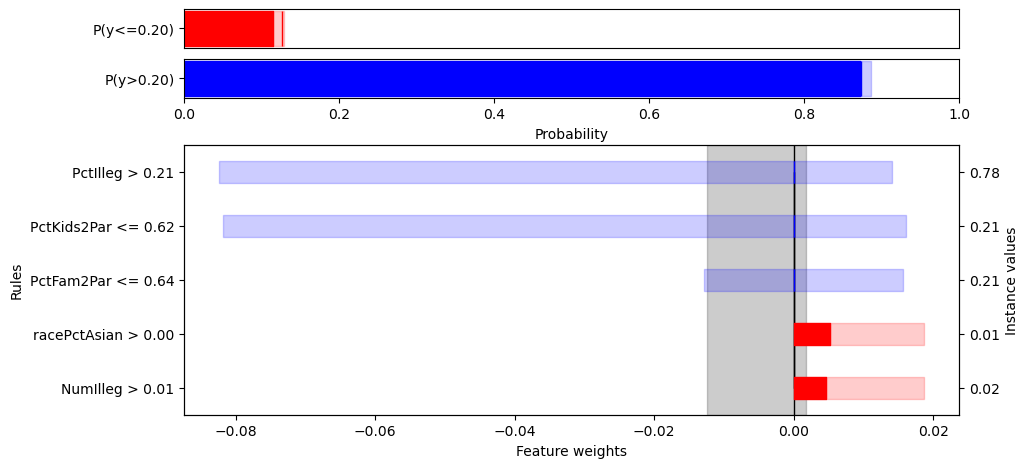 P(y<=0.20)
P(y>0.20)
0.0 0.2 0.4 0.6 0.8 1.0
Probability
PctIlleg > 0.21 0.78
PctKids2Par <= 0.62 0.21
PctFam2Par <= 0.64 0.21
racePctAsian > 0.00 0.01
NumIlleg > 0.01 0.02
Rules
Instance values
−0.08 −0.06 −0.04 −0.02 0.00 0.02
Feature weights